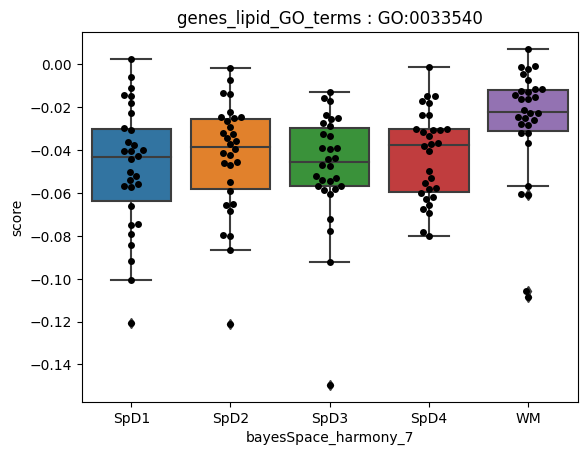 genes_lipid_GO_terms : GO:0033540
score
0.00
−0.02
−0.04
−0.06
−0.08
−0.10
−0.12
−0.14
SpD1 SpD2 SpD3 SpD4 WM
bayesSpace_harmony_7